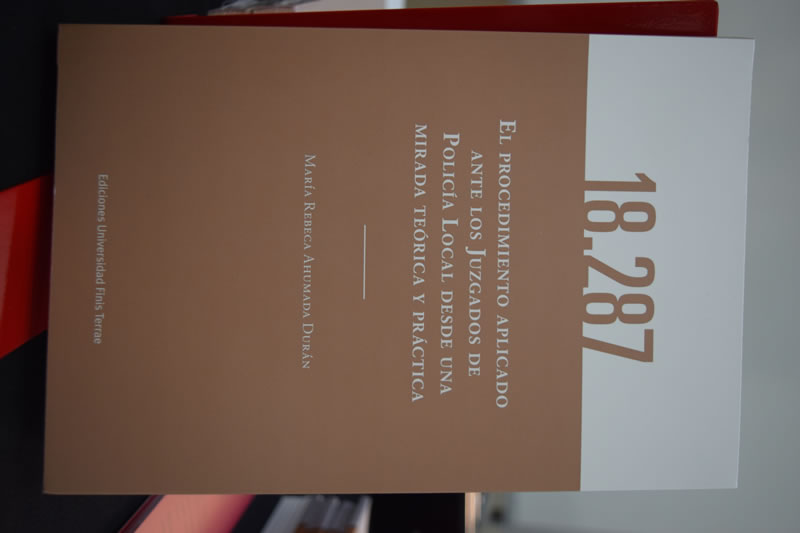 18.287
El procedimiento aplicado
ante los Juzgados de
Policía Local desde una
mirada teórica y práctica
María Rebeca Ahumada Durán
Ediciones Universidad Finis Terrae